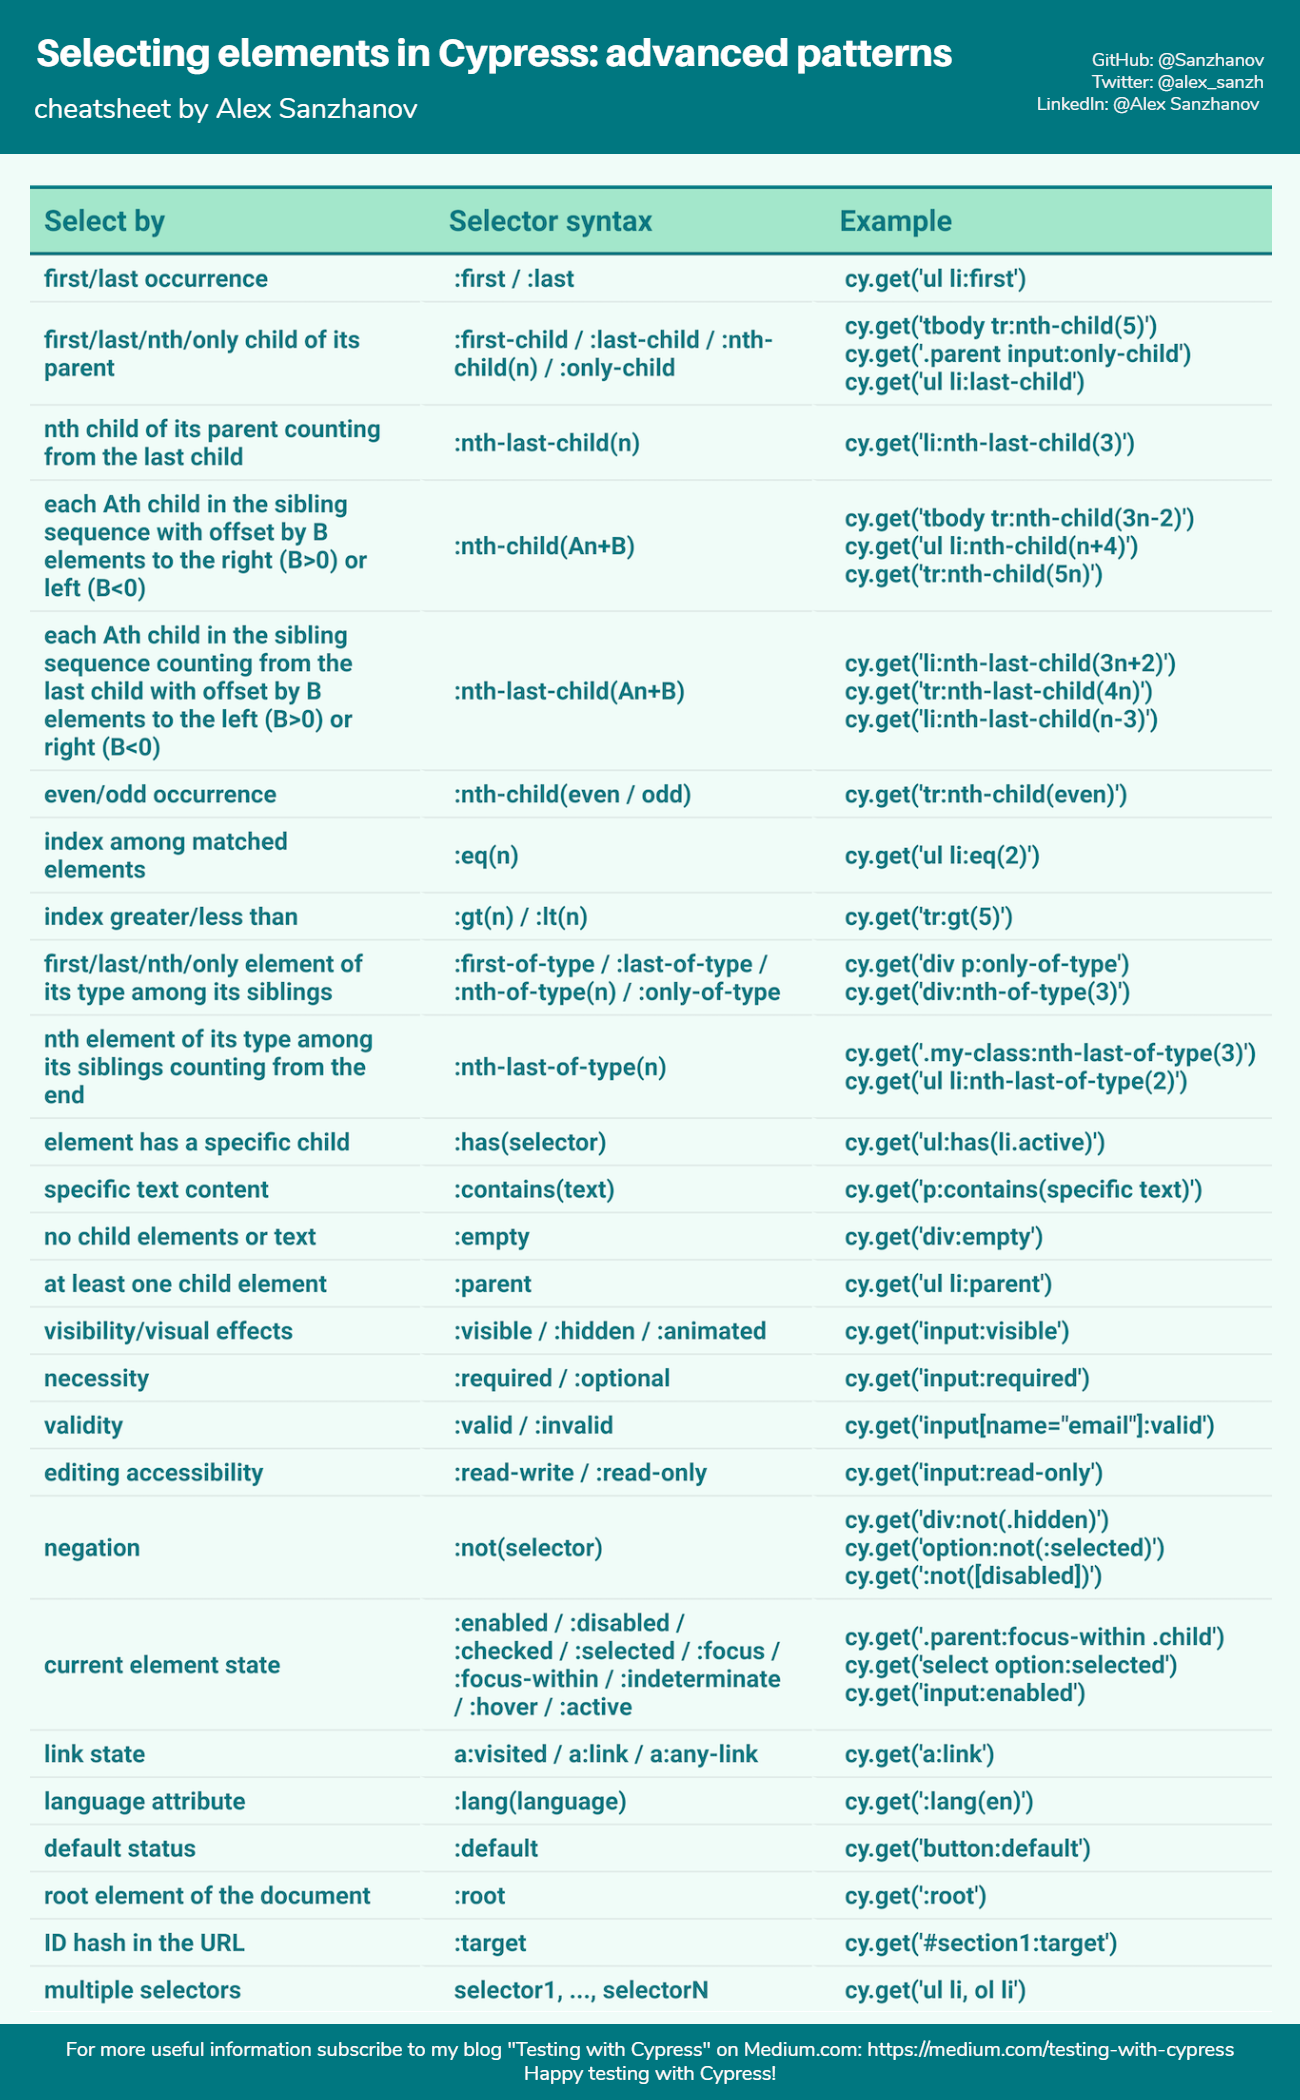 Selecting elements in Cypress: advanced patterns
cheatsheet by Alex Sanzhanov
GitHub: @Sanzhanov
Twitter: @alex_sanzh
LinkedIn: @Alex Sanzhanov
Select by
Selector syntax
Example
first/last occurrence
:first / :last
cy.get('ul li:first')
first/last/nth/only child of its
parent
:first-child / :last-child / :nth-
child(n) / :only-child
cy.get('tbody tr:nth-child(5)')
cy.get('.parent input:only-child')
cy.get('ul li:last-child')
nth child of its parent counting
from the last child
:nth-last-child(n)
cy.get('li:nth-last-child(3)')
each Ath child in the sibling
sequence with offset by B
elements to the right (B>0) or
left (B<0)
:nth-child(An+B)
cy.get('tbody tr:nth-child(3n-2)')
cy.get('ul li:nth-child(n+4)')
cy.get('tr:nth-child(5n)')
each Ath child in the sibling
sequence counting from the
last child with offset by B
elements to the left (B>0) or
right (B<0)
:nth-last-child(An+B)
cy.get('li:nth-last-child(3n+2)')
cy.get('tr:nth-last-child(4n)')
cy.get('li:nth-last-child(n-3)')
even/odd occurrence
:nth-child(even / odd)
cy.get('tr:nth-child(even)')
index among matched
elements
:eq(n)
cy.get('ul li:eq(2)')
index greater/less than
:gt(n) / :lt(n)
cy.get('tr:gt(5)')
first/last/nth/only element of
its type among its siblings
:first-of-type / :last-of-type /
:nth-of-type(n) / :only-of-type
cy.get('div p:only-of-type')
cy.get('div:nth-of-type(3)')
nth element of its type among
its siblings counting from the
end
:nth-last-of-type(n)
cy.get('.my-class:nth-last-of-type(3)')
cy.get('ul li:nth-last-of-type(2)')
element has a specific child
:has(selector)
cy.get('ul:has(li.active)')
specific text content
:contains(text)
cy.get('p:contains(specific text)')
no child elements or text
:empty
cy.get('div:empty')
at least one child element
:parent
cy.get('ul li:parent')
visibility/visual effects
:visible / :hidden / :animated
cy.get('input:visible')
necessity
:required / :optional
cy.get('input:required')
validity
:valid / :invalid
cy.get('input[name="email"]:valid')
editing accessibility
:read-write / :read-only
cy.get('input:read-only')
negation
:not(selector)
cy.get('div:not(.hidden)')
cy.get('option:not(:selected)')
cy.get(':not([disabled])')
current element state
:enabled / :disabled /
:checked / :selected / :focus /
:focus-within / :indeterminate
/ :hover / :active
cy.get('.parent:focus-within .child')
cy.get('select option:selected')
cy.get('input:enabled')
link state
a:visited / a:link / a:any-link
cy.get('a:link')
language attribute
:lang(language)
cy.get(':lang(en)')
default status
:default
cy.get('button:default')
root element of the document
:root
cy.get(':root')
ID hash in the URL
:target
cy.get('#section1:target')
multiple selectors
selector1, ..., selectorN
cy.get('ul li, ol li')
For more useful information subscribe to my blog "Testing with Cypress" on Medium.com: https://medium.com/testing-with-cypress
Happy testing with Cypress!